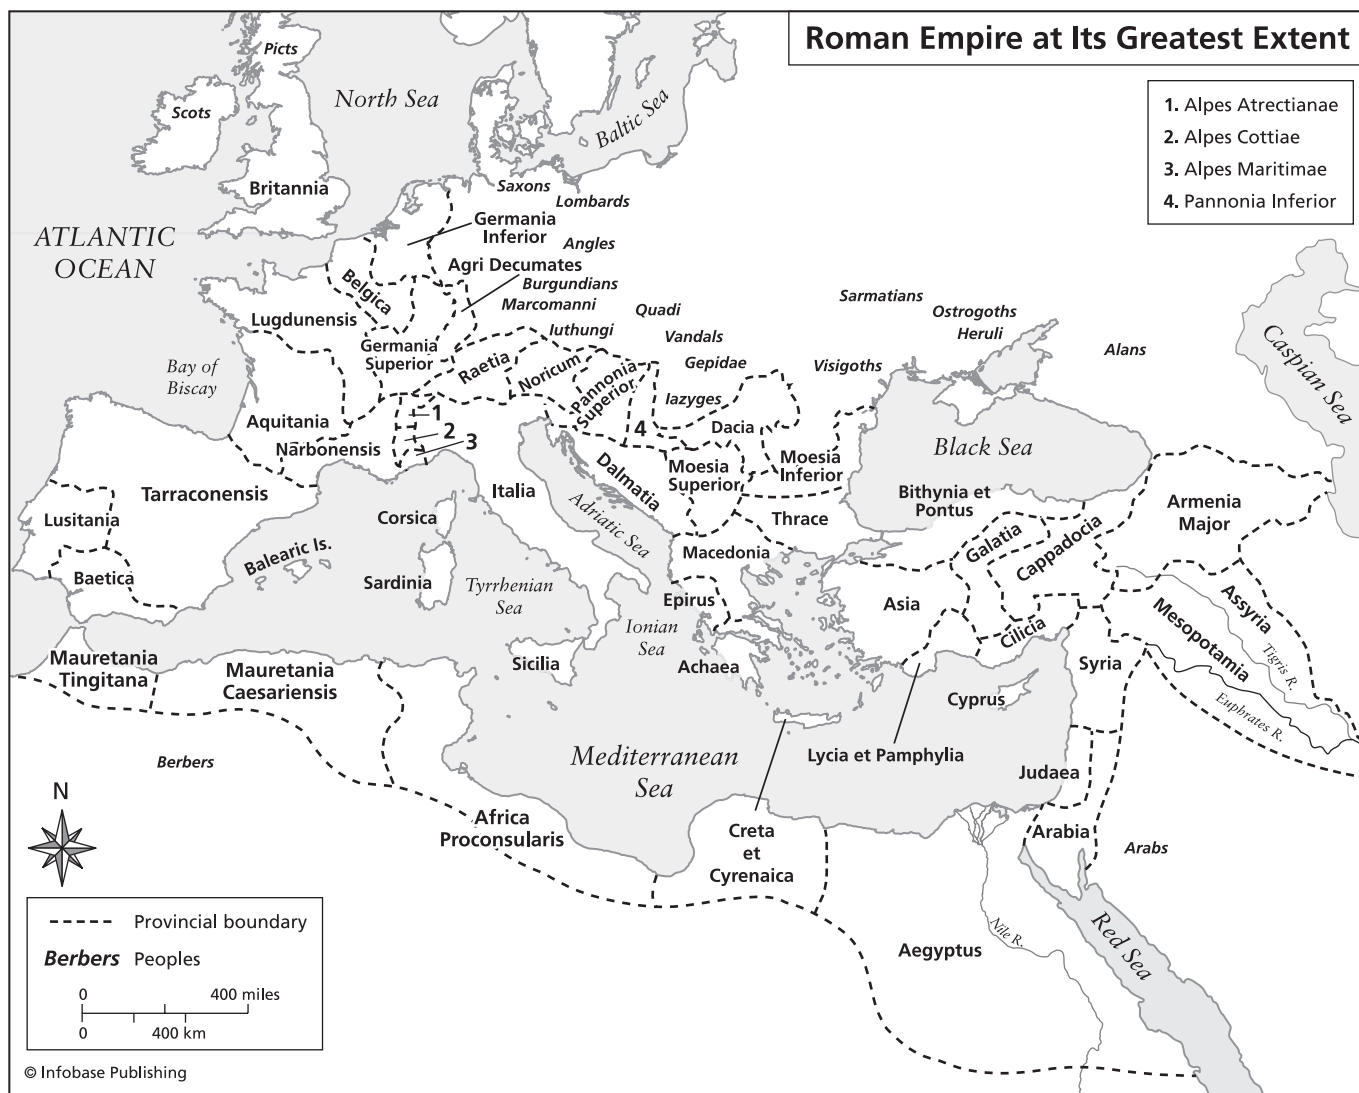 Roman Empire at Its Greatest Extent
1. Alpes Atrectianae
2. Alpes Cottiae
3. Alpes Maritimae
4. Pannonia Inferior
Picts
Scots
North Sea
Baltic Sea
Britannia
Saxons
Lombards
ATLANTIC
OCEAN
Germania
Inferior
Angles
Agri Decumates
Belgica
Burgundians
Marcomanni
Quadi
Sarmatians
Ostrogoths
Heruli
Lugdunensis
Iuthungi
Vandals
Germania
Superior
Raetia
Noricum
Pannonia
Superior
Gepidae
Visigoths
Alans
Caspian Sea
Bay of
Biscay
Iazyges
Aquitania
1
2
3
4
Dacia
Narbonensis
Black Sea
Dalmatia
Moesia
Superior
Moesia
Inferior
Tarraconensis
Italia
Bithynia et
Pontus
Armenia
Major
Lusitania
Corsica
Adriatic Sea
Thrace
Galatia
Cappadocia
Balearic Is.
Macedonia
Baetica
Sardinia
Tyrrhenian
Sea
Epirus
Asia
Assyria
Mesopotamia
Ionian
Sea
Cilicia
Mauretania
Tingitana
Mauretania
Caesariensis
Sicilia
Achaea
Syria
Tigris R.
Cyprus
Euphrates R.
Berbers
Mediterranean
Sea
Lycia et Pamphylia
Judaea
N
Africa
Proconsularis
Creta
et
Cyrenaica
Arabia
Arabs
Aegyptus
Nile R.
Red Sea
Provincial boundary
Berbers Peoples
0 400 miles
0 400 km
© Infobase Publishing